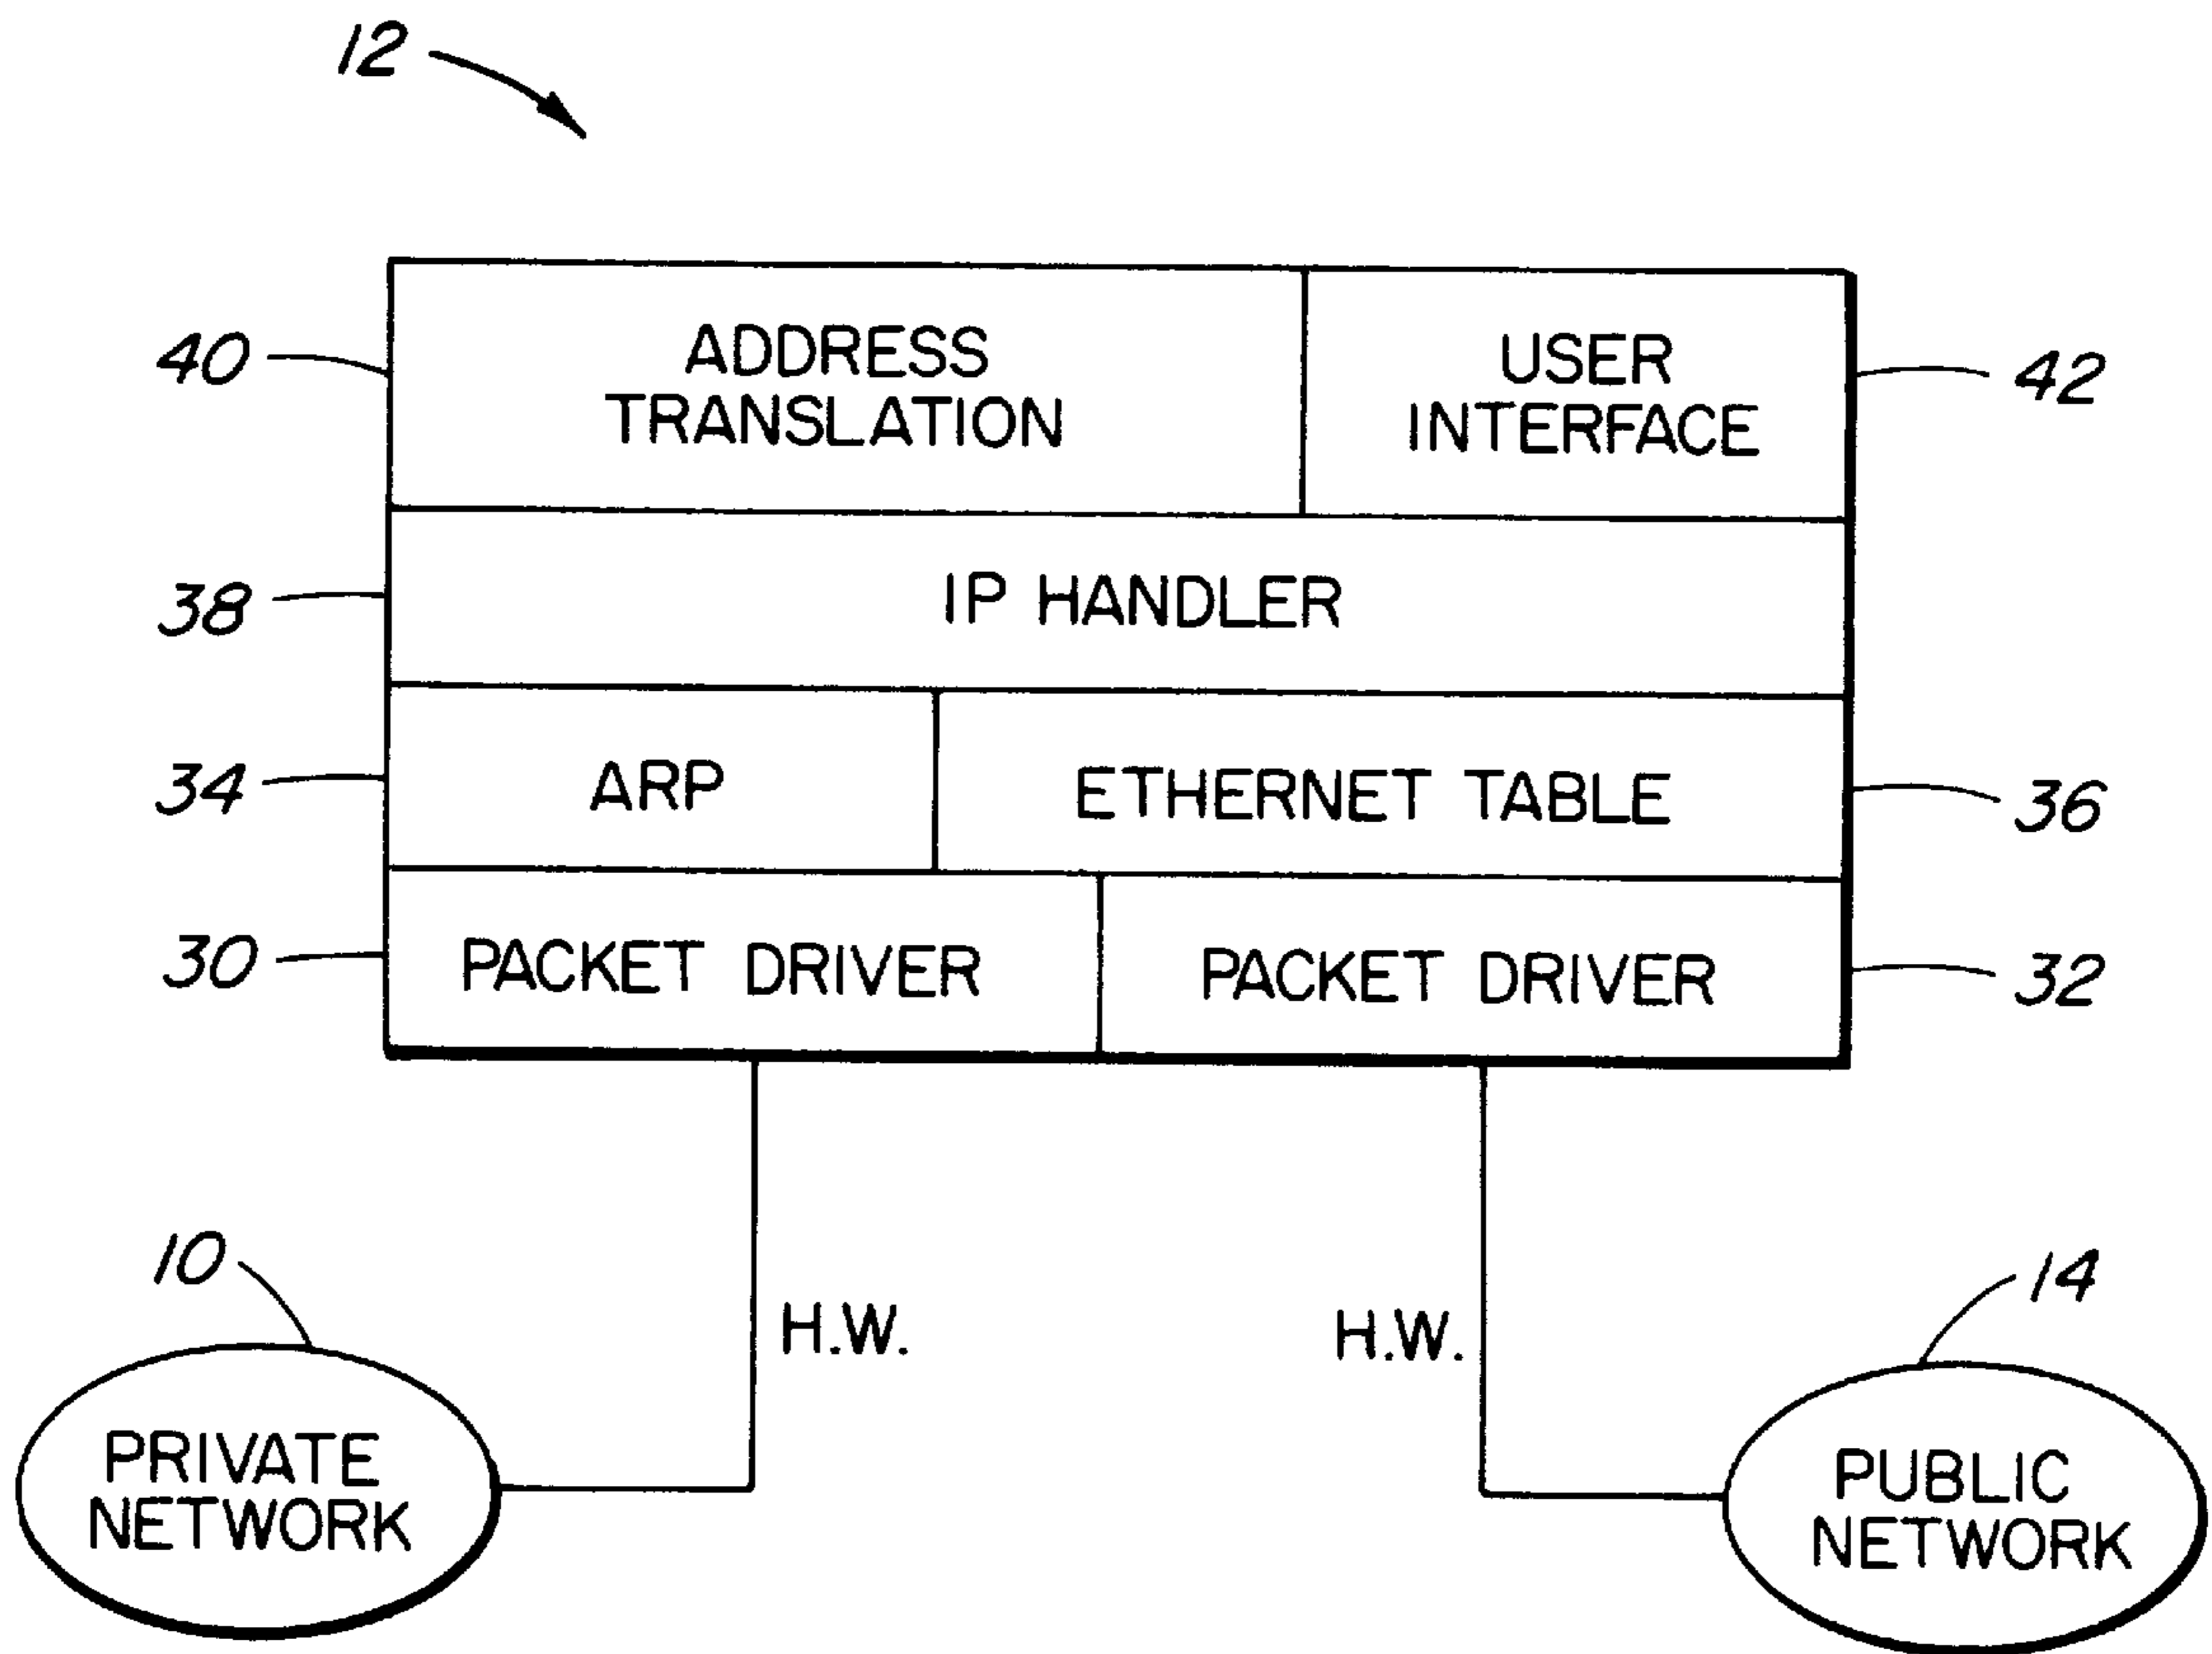 12
40
ADDRESS
TRANSLATION
USER
INTERFACE
42
38
IP HANDLER
34
ARP
ETHERNET TABLE
36
30
PACKET DRIVER
PACKET DRIVER
32
10
H.W.
H.W.
14
PRIVATE
NETWORK
PUBLIC
NETWORK